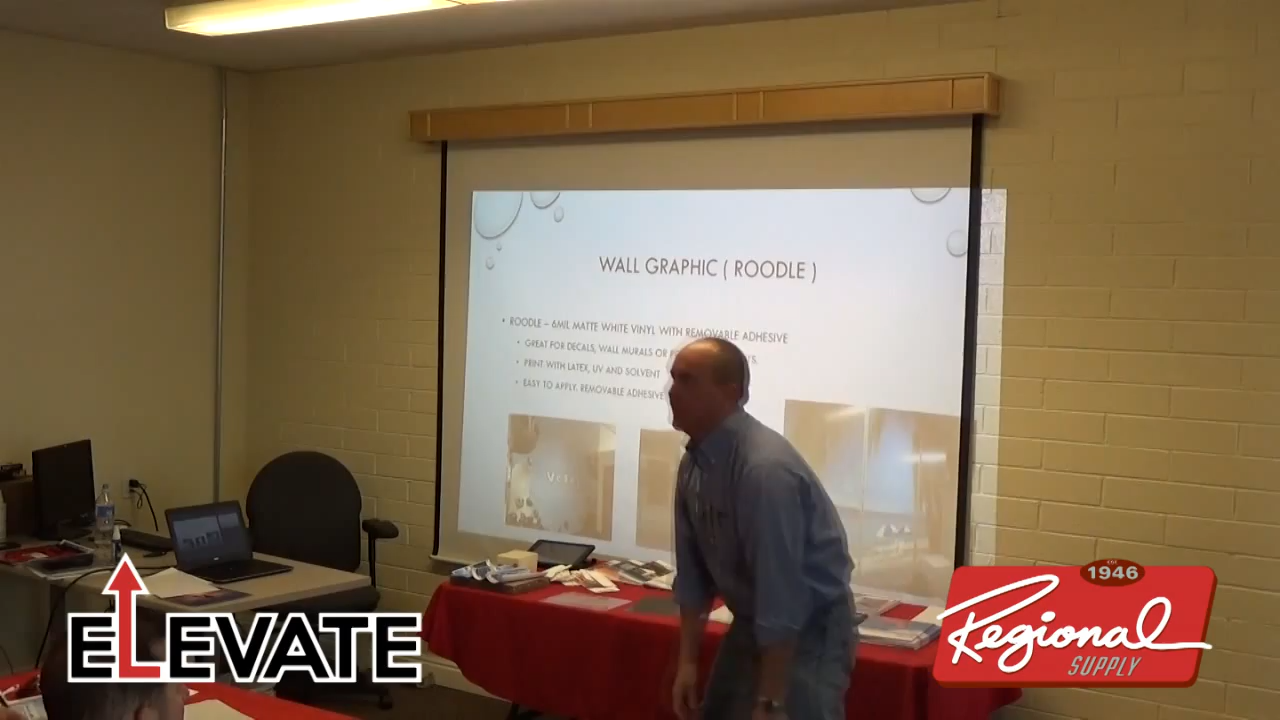 WALL GRAPHIC ( ROODLE )
• ROODLE – 6MIL MATTE WHITE VINYL WITH REMOVABLE ADHESIVE
• GREAT FOR DECALS, WALL MURALS OR
• PRINT WITH LATEX, UV AND SOLVENT
• EASY TO APPLY. REMOVABLE ADHESIVE
ELEVATE
EST
1946
Regional
SUPPLY